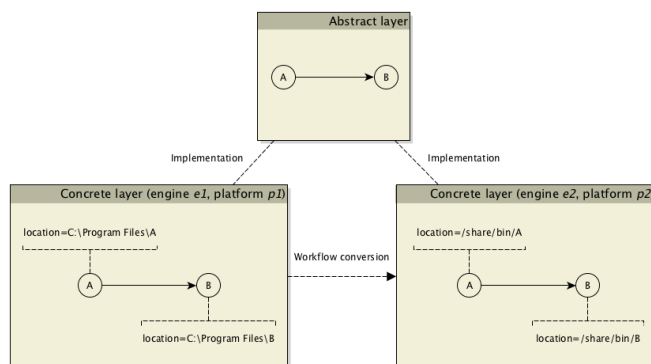 Abstract layer
A
B
Implementation
Implementation
Concrete layer (engine e1, platform p1)
Concrete layer (engine e2, platform p2
location=C:\Program Files\A
location=/share/bin/A
Workflow conversion
A
B
A
B
location=C:\Program Files\B
location=/share/bin/B